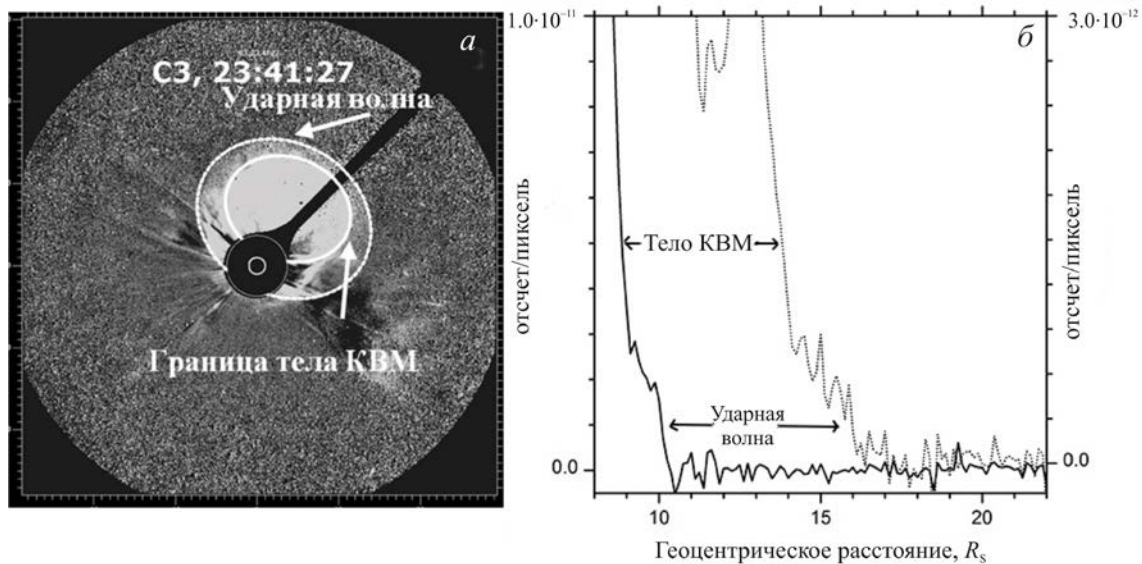 а
C3, 23:41:27
Ударная волна
Граница тела КВМ
1.0·10⁻¹¹
отсчет/пиксель
0.0
б
3.0·10⁻¹²
отсчет/пиксель
0.0
Тело КВМ
Ударная
волна
10 15 20
Геоцентрическое расстояние, Rₛ